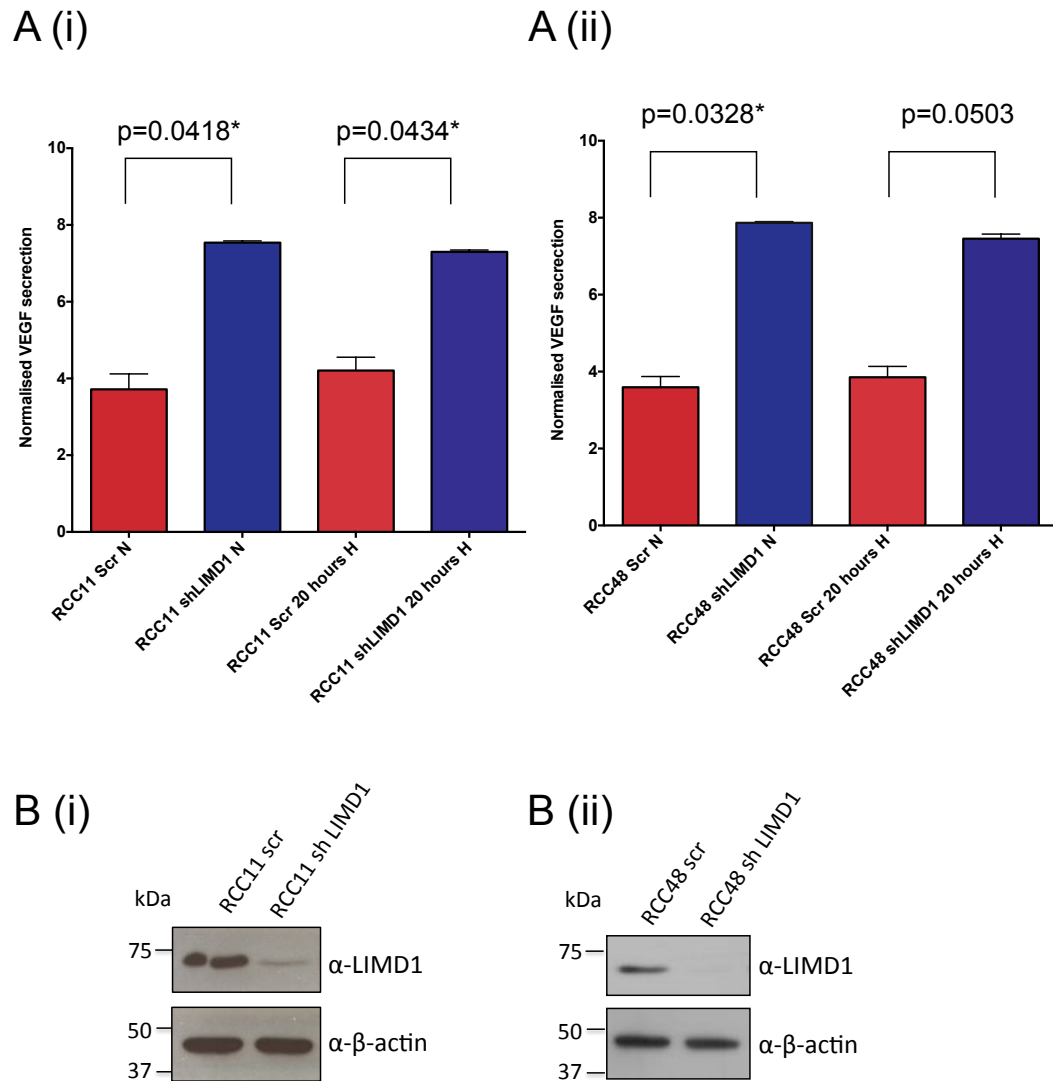 A (i)
p=0.0418*
p=0.0434*
10
8
6
4
2
0
Normalised VEGF secrection
RCC11 Scr N
RCC11 shLIMD1 N
RCC11 Scr 20 hours H
RCC11 shLIMD1 20 hours H
A (ii)
p=0.0328*
p=0.0503
10
8
6
4
2
0
Normalised VEGF secrection
RCC48 Scr N
RCC48 shLIMD1 N
RCC48 Scr 20 hours H
RCC48 shLIMD1 20 hours H
B (i)
RCC11 scr
RCC11 sh LIMD1
kDa
75
α-LIMD1
50
α-β-actin
37
B (ii)
RCC48 scr
RCC48 sh LIMD1
kDa
75
α-LIMD1
50
α-β-actin
37